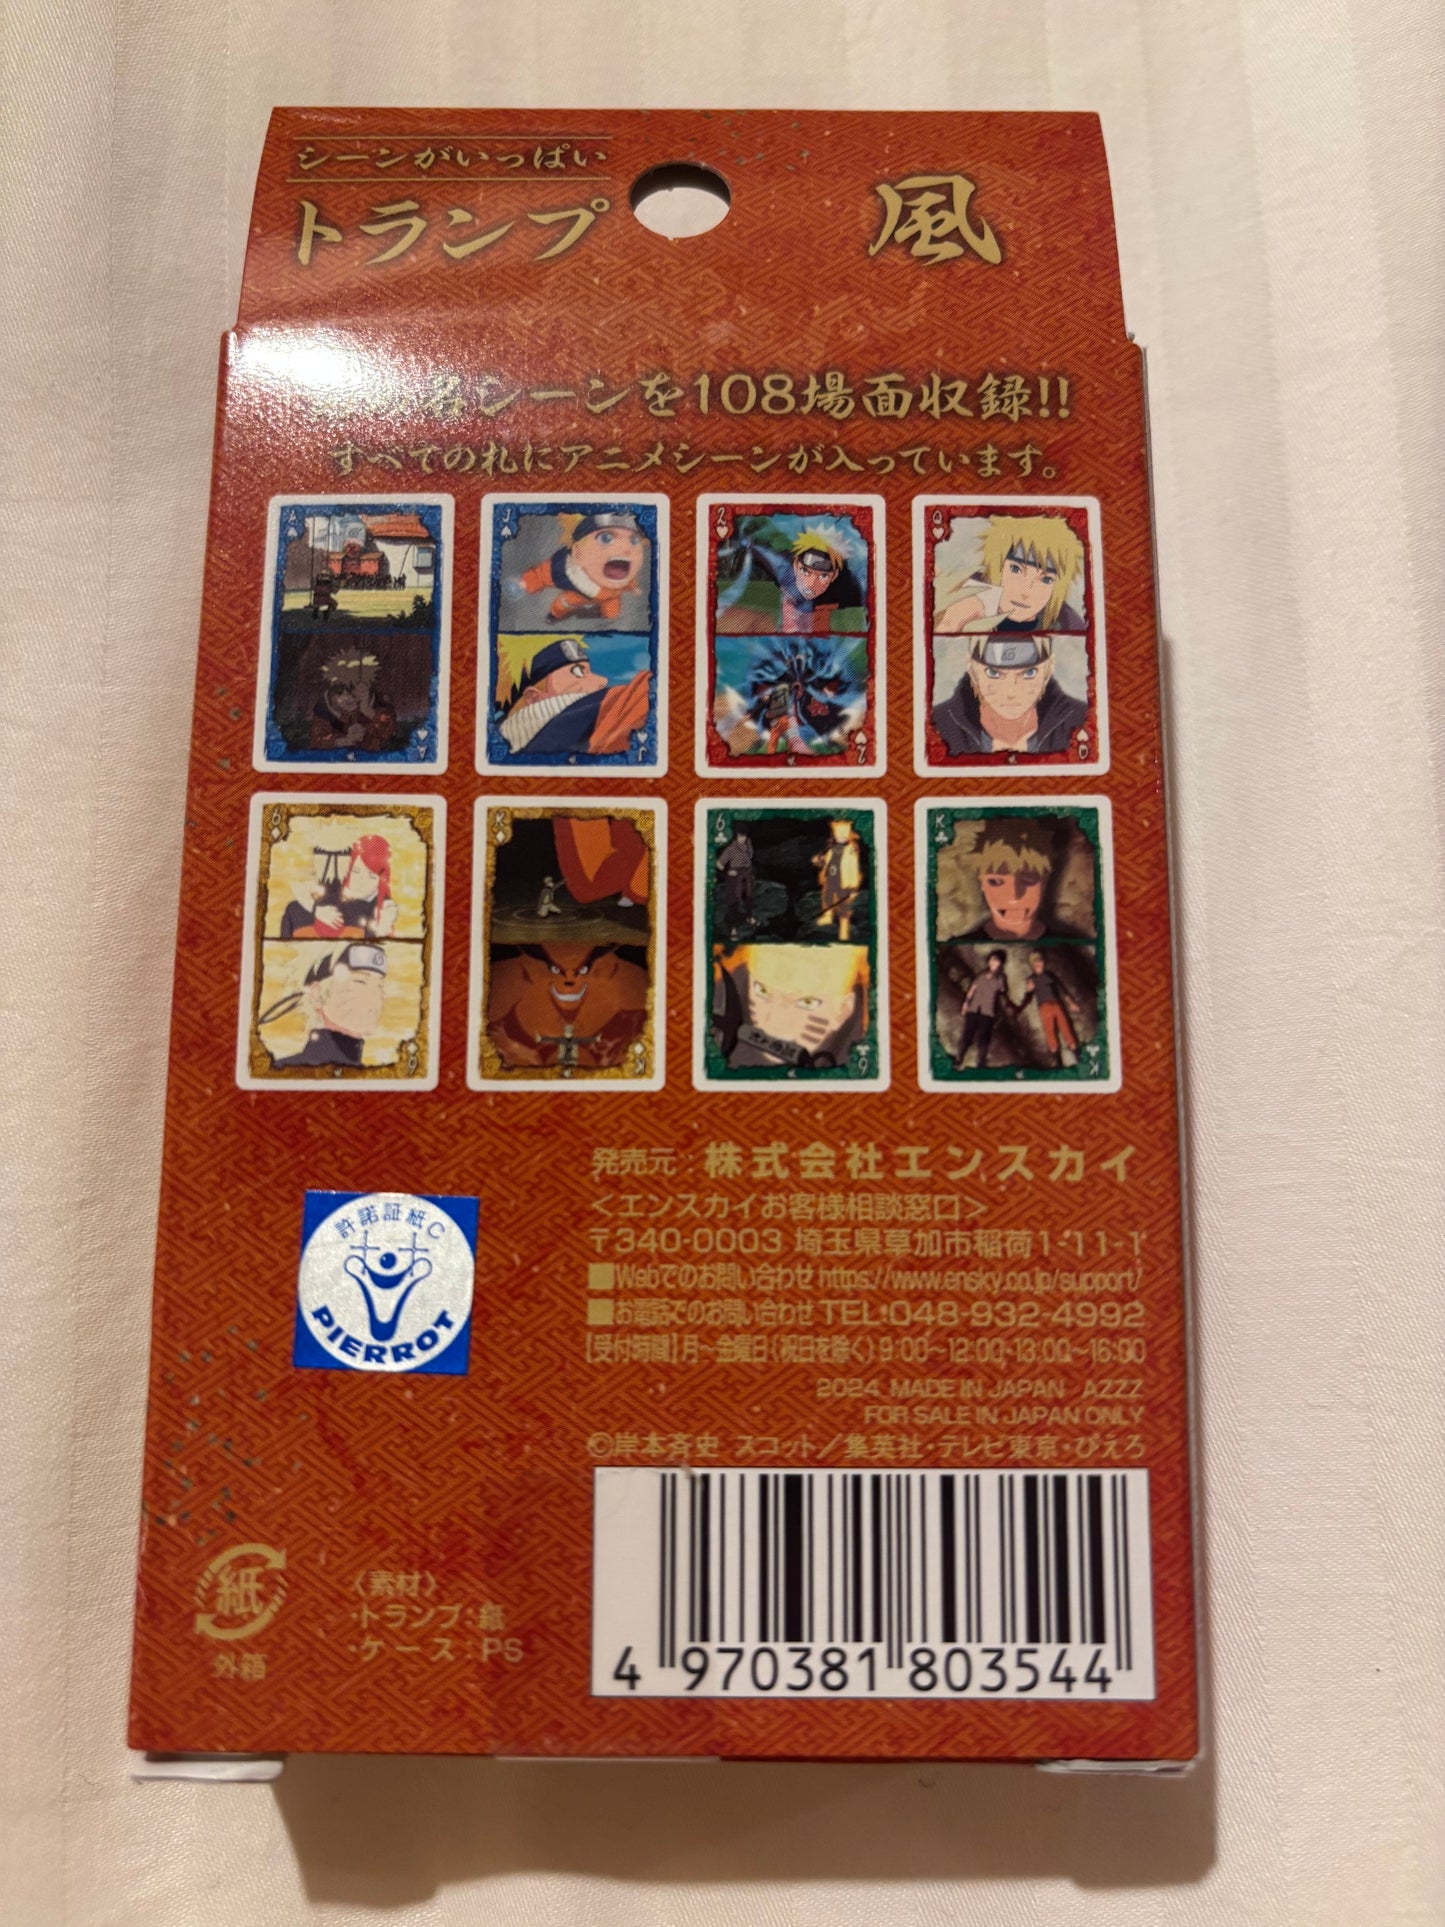 シーンがいっぱい
トランプ
風
名シーンを108場面収録!!
すべての札にアニメシーンが入っています。
A
A
J
J
2
2
Q
Q
6
6
K
K
6
6
K
K
発売元：株式会社エンスカイ
＜エンスカイお客様相談窓口＞
〒340-0003 埼玉県草加市稲荷1-11-1
■Webでのお問い合わせ https://www.ensky.co.jp/support/
■お電話でのお問い合わせ TEL:048-932-4992
【受付時間】月～金曜日(祝日を除く) 9:00～12:00・13:00～16:00
2024 MADE IN JAPAN AZZZ
FOR SALE IN JAPAN ONLY
©岸本斉史 スコット／集英社・テレビ東京・ぴえろ
許諾証紙C
PIERROT
紙
外箱
〈素材〉
・トランプ：紙
・ケース：PS
4 970381 803544